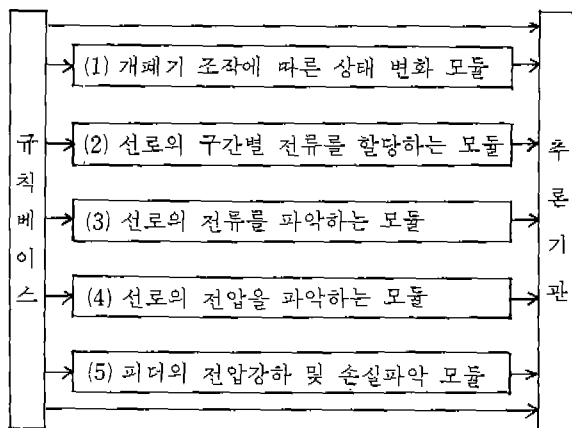 (1) 개폐기 조작에 따른 상태 변화 모듈
(2) 선로의 구간별 전류를 할당하는 모듈
(3) 선로의 전류를 파악하는 모듈
(4) 선로의 전압을 파악하는 모듈
(5) 피더의 전압강하 및 손실파악 모듈
규칙베이스
추론기관